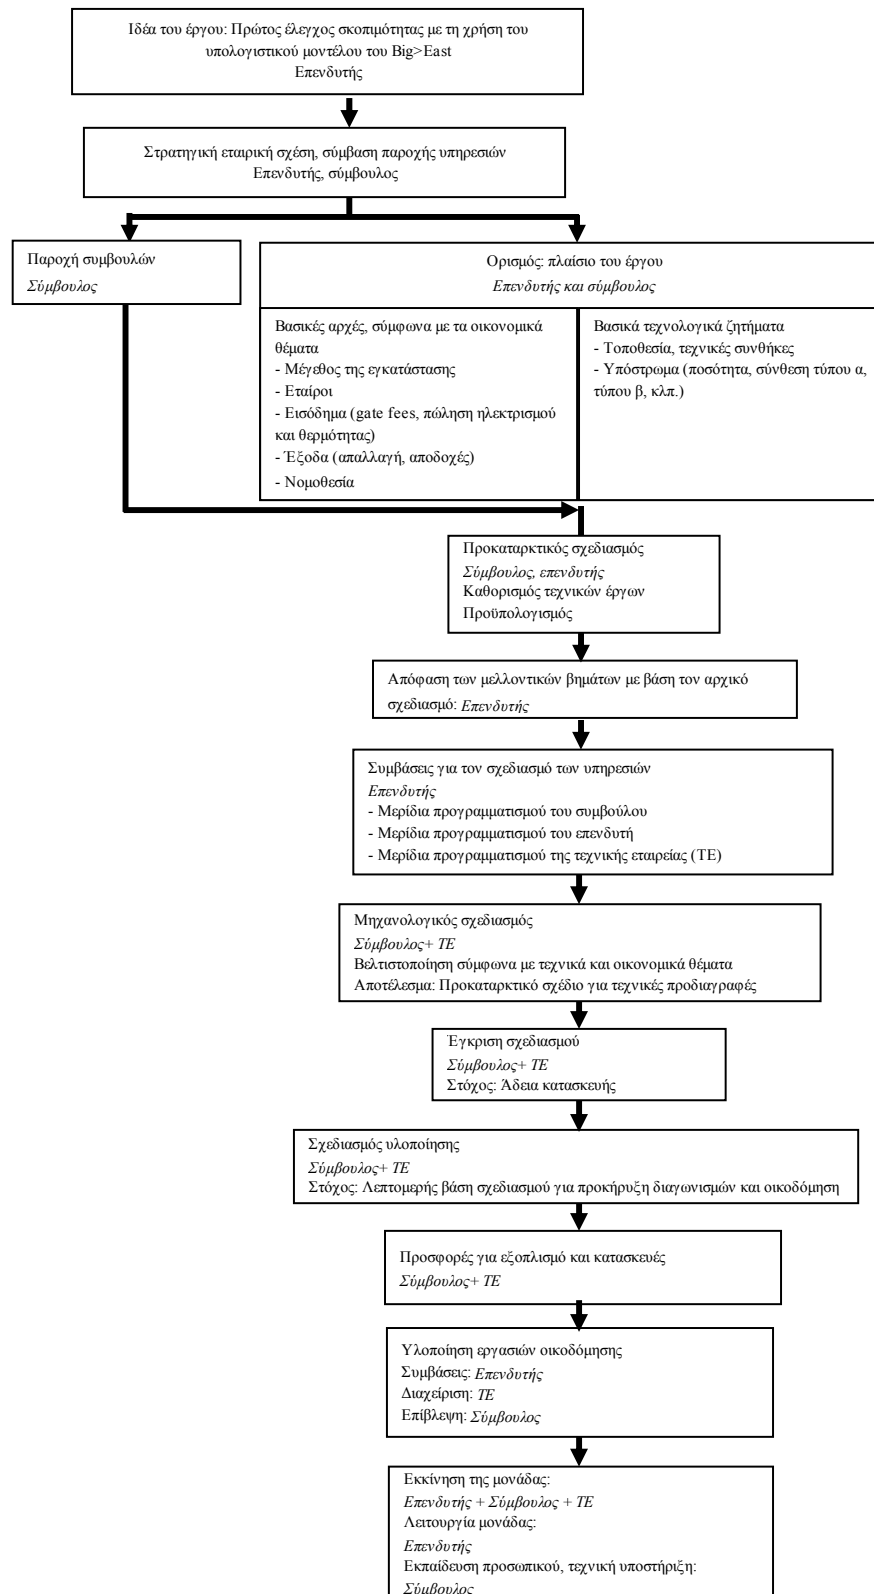 Ιδέα του έργου: Πρώτος έλεγχος σκοπιμότητας με τη χρήση του
υπολογιστικού μοντέλου του Big>East
Επενδυτής
Στρατηγική εταιρική σχέση, σύμβαση παροχής υπηρεσιών
Επενδυτής, σύμβουλος
Παροχή συμβουλών
Σύμβουλος
Ορισμός: πλαίσιο του έργου
Επενδυτής και σύμβουλος
Βασικές αρχές, σύμφωνα με τα οικονομικά
θέματα
- Μέγεθος της εγκατάστασης
- Εταίροι
- Εισόδημα (gate fees, πώληση ηλεκτρισμού
και θερμότητας)
- Έξοδα (απαλλαγή, αποδοχές)
- Νομοθεσία
Βασικά τεχνολογικά ζητήματα
- Τοποθεσία, τεχνικές συνθήκες
- Υπόστρωμα (ποσότητα, σύνθεση τύπου α,
τύπου β, κλπ.)
Προκαταρκτικός σχεδιασμός
Σύμβουλος, επενδυτής
Καθορισμός τεχνικών έργων
Προϋπολογισμός
Απόφαση των μελλοντικών βημάτων με βάση τον αρχικό
σχεδιασμό: Επενδυτής
Συμβάσεις για τον σχεδιασμό των υπηρεσιών
Επενδυτής
- Μερίδια προγραμματισμού του συμβούλου
- Μερίδια προγραμματισμού του επενδυτή
- Μερίδια προγραμματισμού της τεχνικής εταιρείας (ΤΕ)
Μηχανολογικός σχεδιασμός
Σύμβουλος+ ΤΕ
Βελτιστοποίηση σύμφωνα με τεχνικά και οικονομικά θέματα
Αποτέλεσμα: Προκαταρκτικό σχέδιο για τεχνικές προδιαγραφές
Έγκριση σχεδιασμού
Σύμβουλος+ ΤΕ
Στόχος: Άδεια κατασκευής
Σχεδιασμός υλοποίησης
Σύμβουλος+ ΤΕ
Στόχος: Λεπτομερής βάση σχεδιασμού για προκήρυξη διαγωνισμών και οικοδόμηση
Προσφορές για εξοπλισμό και κατασκευές
Σύμβουλος+ ΤΕ
Υλοποίηση εργασιών οικοδόμησης
Συμβάσεις: Επενδυτής
Διαχείριση: ΤΕ
Επίβλεψη: Σύμβουλος
Εκκίνηση της μονάδας:
Επενδυτής + Σύμβουλος + ΤΕ
Λειτουργία μονάδας:
Επενδυτής
Εκπαίδευση προσωπικού, τεχνική υποστήριξη:
Σύμβουλος